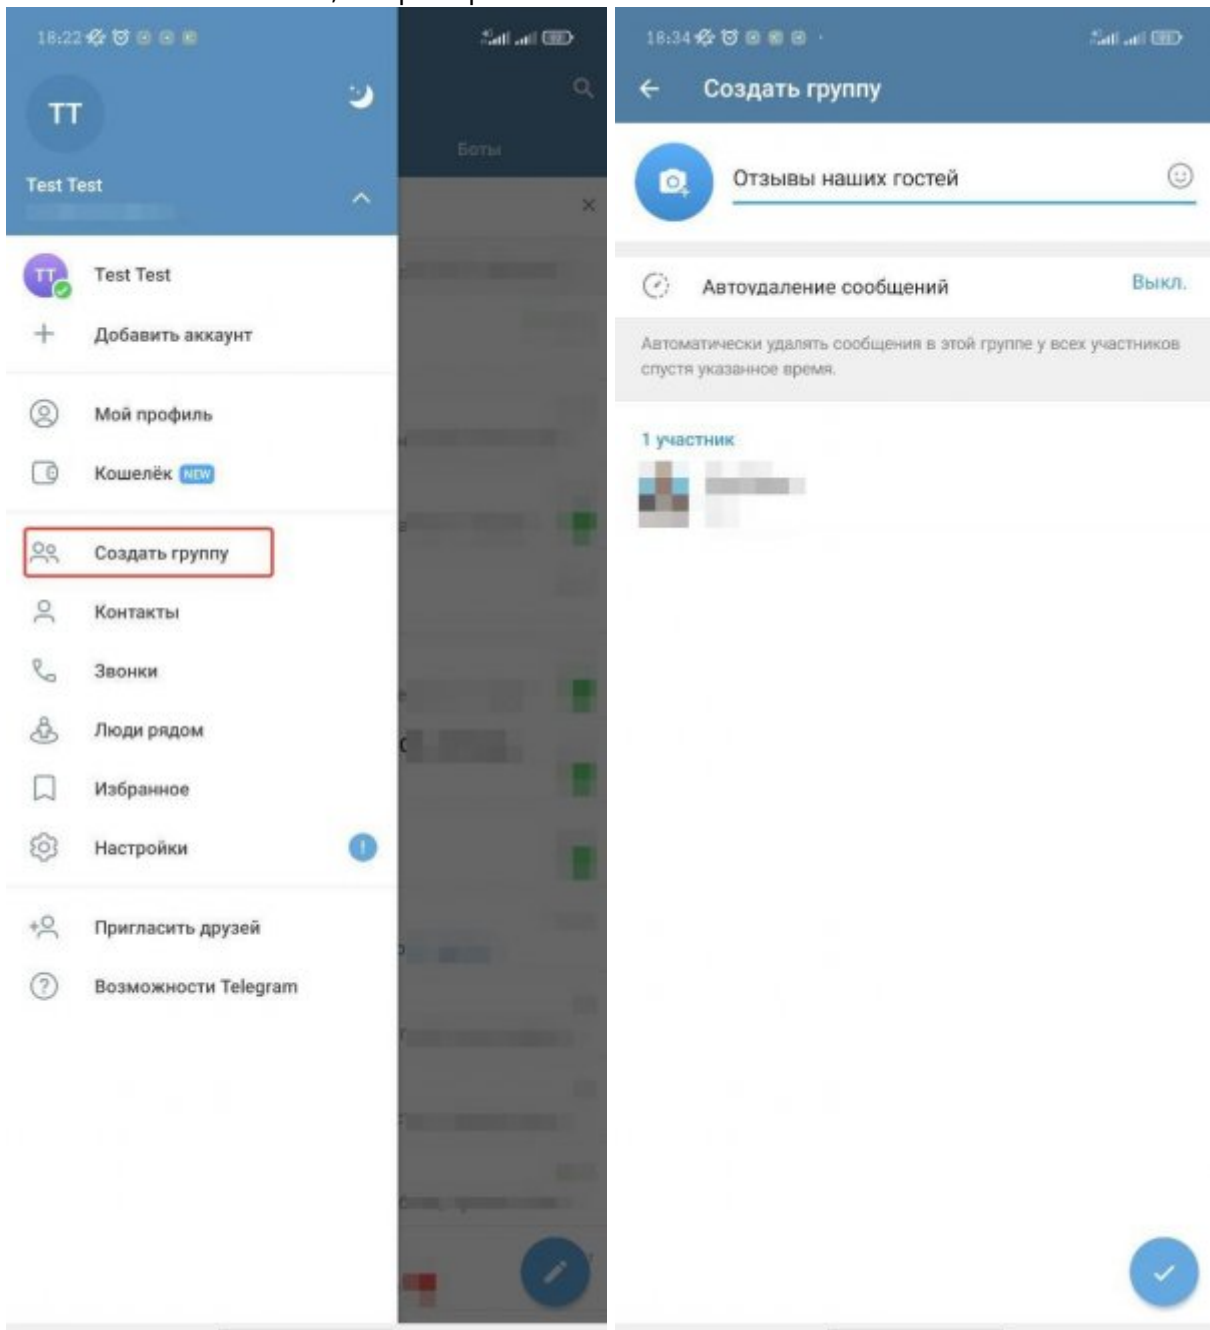 18:22
TT
Test Test
Боты
TT
Test Test
Добавить аккаунт
Мой профиль
Кошелёк NEW
Создать группу
Контакты
Звонки
Люди рядом
Избранное
Настройки
Пригласить друзей
Возможности Telegram
18:34
Создать группу
Отзывы наших гостей
Автоудаление сообщений
Выкл.
Автоматически удалять сообщения в этой группе у всех участников
спустя указанное время.
1 участник